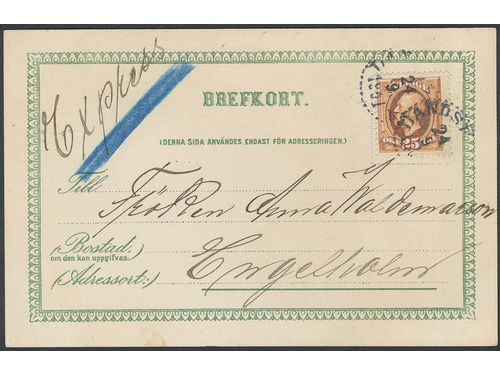 Express
BREFKORT.
(DENNA SIDA ANVÄNDES ENDAST FÖR ADRESSERINGEN.)
Till
Fröken Anna Waldemarson
(Bostad:)
om den kan uppgifvas.
Engelholm
(Adressort:)
25